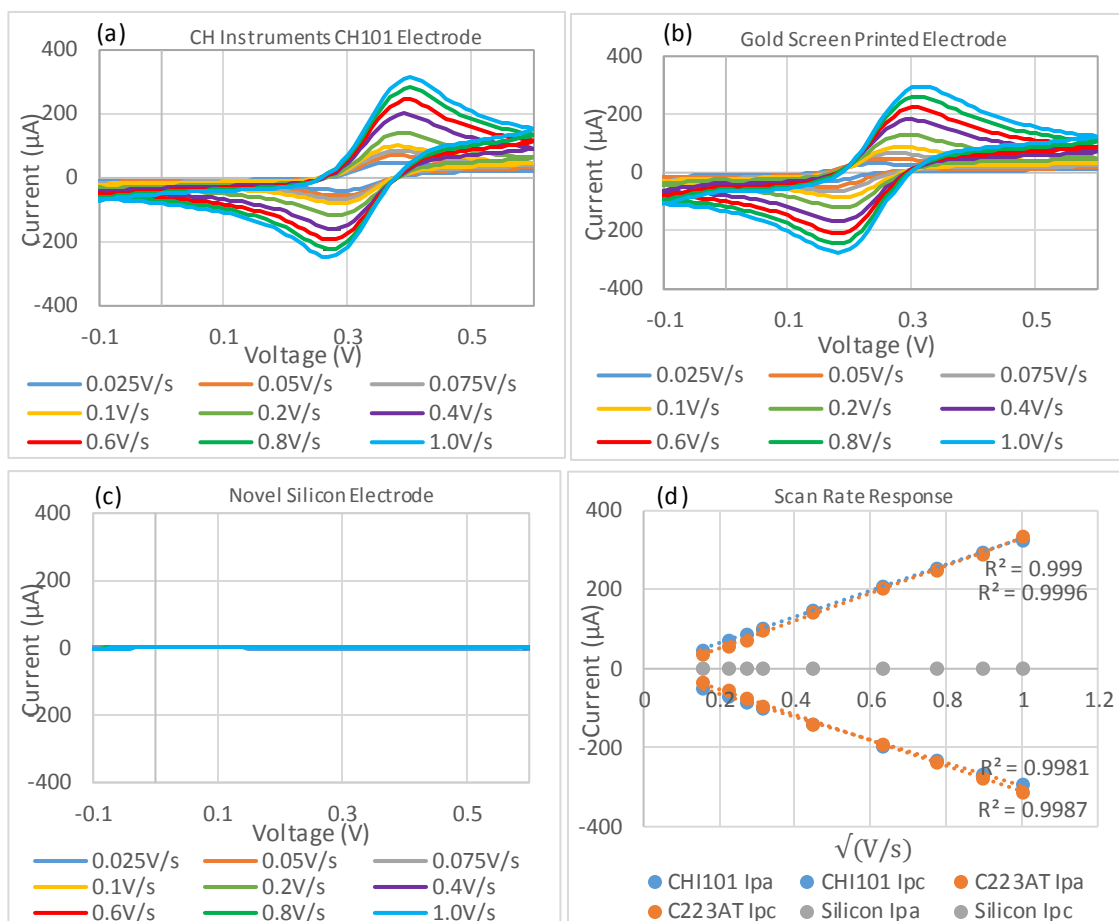 (a) CH Instruments CH101 Electrode
400
200
0
-200
-400
Current (µA)
-0.1 0.1 0.3 0.5
Voltage (V)
0.025V/s 0.05V/s 0.075V/s
0.1V/s 0.2V/s 0.4V/s
0.6V/s 0.8V/s 1.0V/s
(b) Gold Screen Printed Electrode
400
200
0
-200
-400
Current (µA)
-0.1 0.1 0.3 0.5
Voltage (V)
0.025V/s 0.05V/s 0.075V/s
0.1V/s 0.2V/s 0.4V/s
0.6V/s 0.8V/s 1.0V/s
(c) Novel Silicon Electrode
400
200
0
-200
-400
Current (µA)
-0.1 0.1 0.3 0.5
Voltage (V)
0.025V/s 0.05V/s 0.075V/s
0.1V/s 0.2V/s 0.4V/s
0.6V/s 0.8V/s 1.0V/s
(d) Scan Rate Response
400
200
0
-200
-400
Current (µA)
0 0.2 0.4 0.6 0.8 1 1.2
R² = 0.999
R² = 0.9996
R² = 0.9981
R² = 0.9987
√(V/s)
CHI101 Ipa CHI101 Ipc C223AT Ipa
C223AT Ipc Silicon Ipa Silicon Ipc